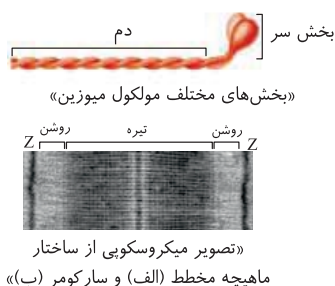 بخش سر
دم
«بخش‌های مختلف مولکول میوزین»
روشن
تیره
روشن
Z
Z
«تصویر میکروسکوپی از ساختار
ماهیچه مخطط (الف) و سارکومر (ب)»